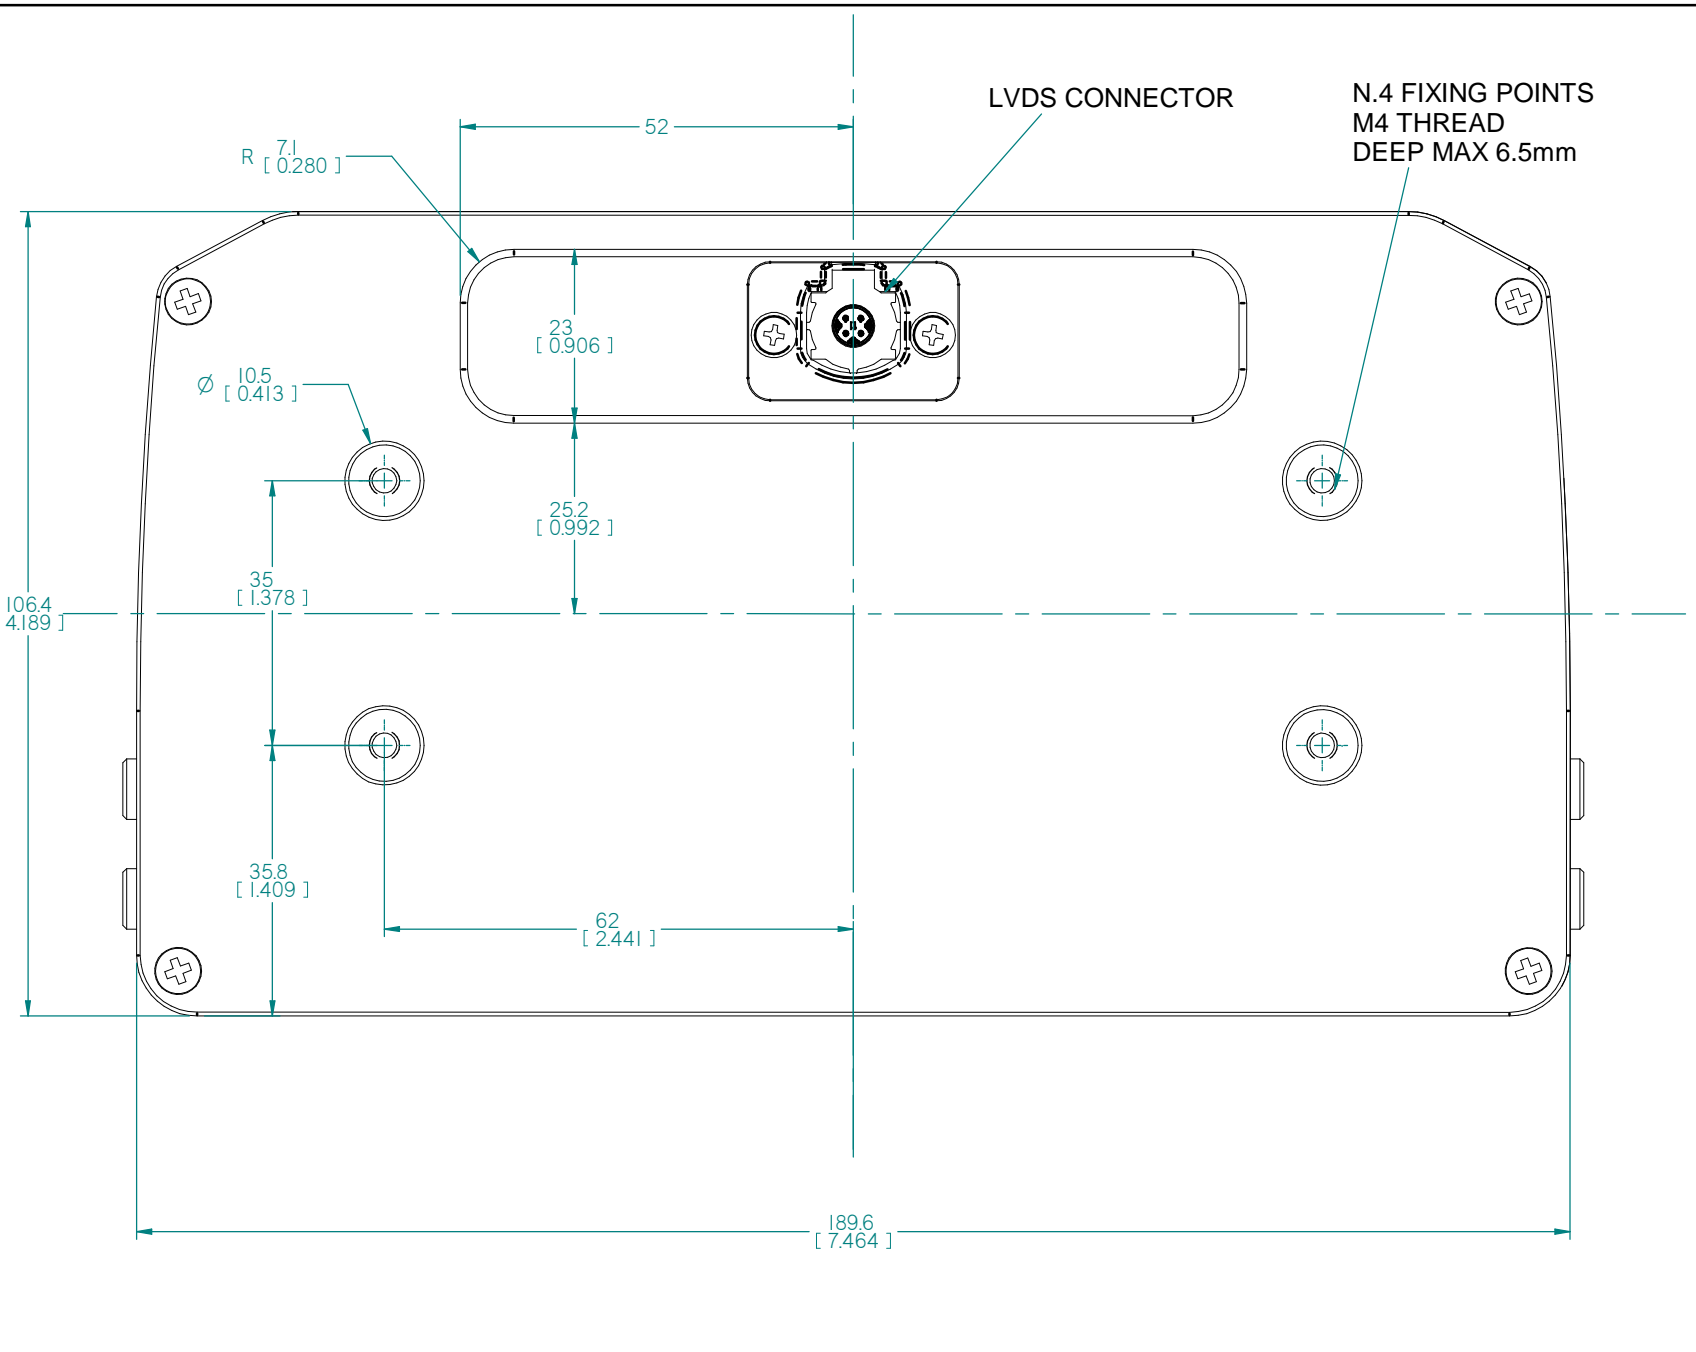 LVDS CONNECTOR
N.4 FIXING POINTS
M4 THREAD
DEEP MAX 6.5mm
52
R 7.1
[ 0.280 ]
23
[ 0.906 ]
Ø 10.5
[ 0.413 ]
25.2
[ 0.992 ]
35
[ 1.378 ]
106.4
4.189 ]
35.8
[ 1.409 ]
62
[ 2.441 ]
189.6
[ 7.464 ]